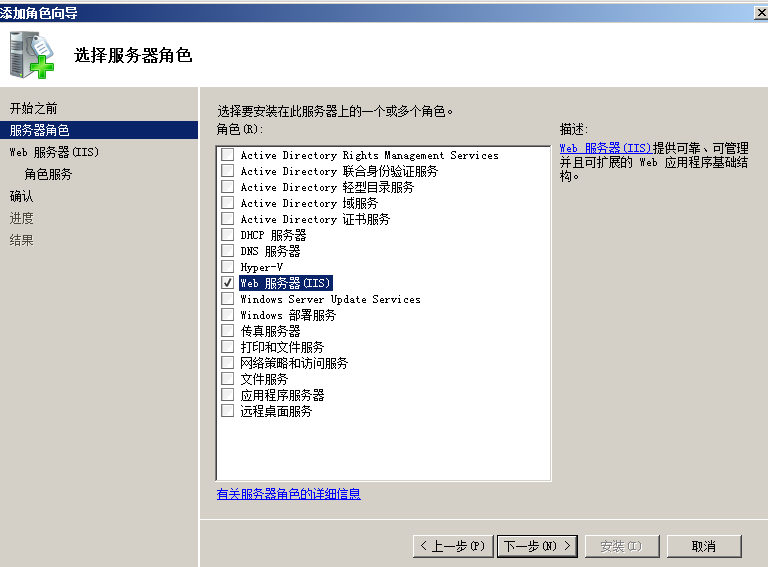 添加角色向导
选择服务器角色
开始之前
服务器角色
Web 服务器(IIS)
角色服务
确认
进度
结果
选择要安装在此服务器上的一个或多个角色。
角色(R):
Active Directory Rights Management Services
Active Directory 联合身份验证服务
Active Directory 轻型目录服务
Active Directory 域服务
Active Directory 证书服务
DHCP 服务器
DNS 服务器
Hyper-V
Web 服务器(IIS)
Windows Server Update Services
Windows 部署服务
传真服务器
打印和文件服务
网络策略和访问服务
文件服务
应用程序服务器
远程桌面服务
有关服务器角色的详细信息
描述:
Web 服务器(IIS)提供可靠、可管理
并且可扩展的 Web 应用程序基础结
构。
< 上一步(P)
下一步(N) >
安装(I)
取消